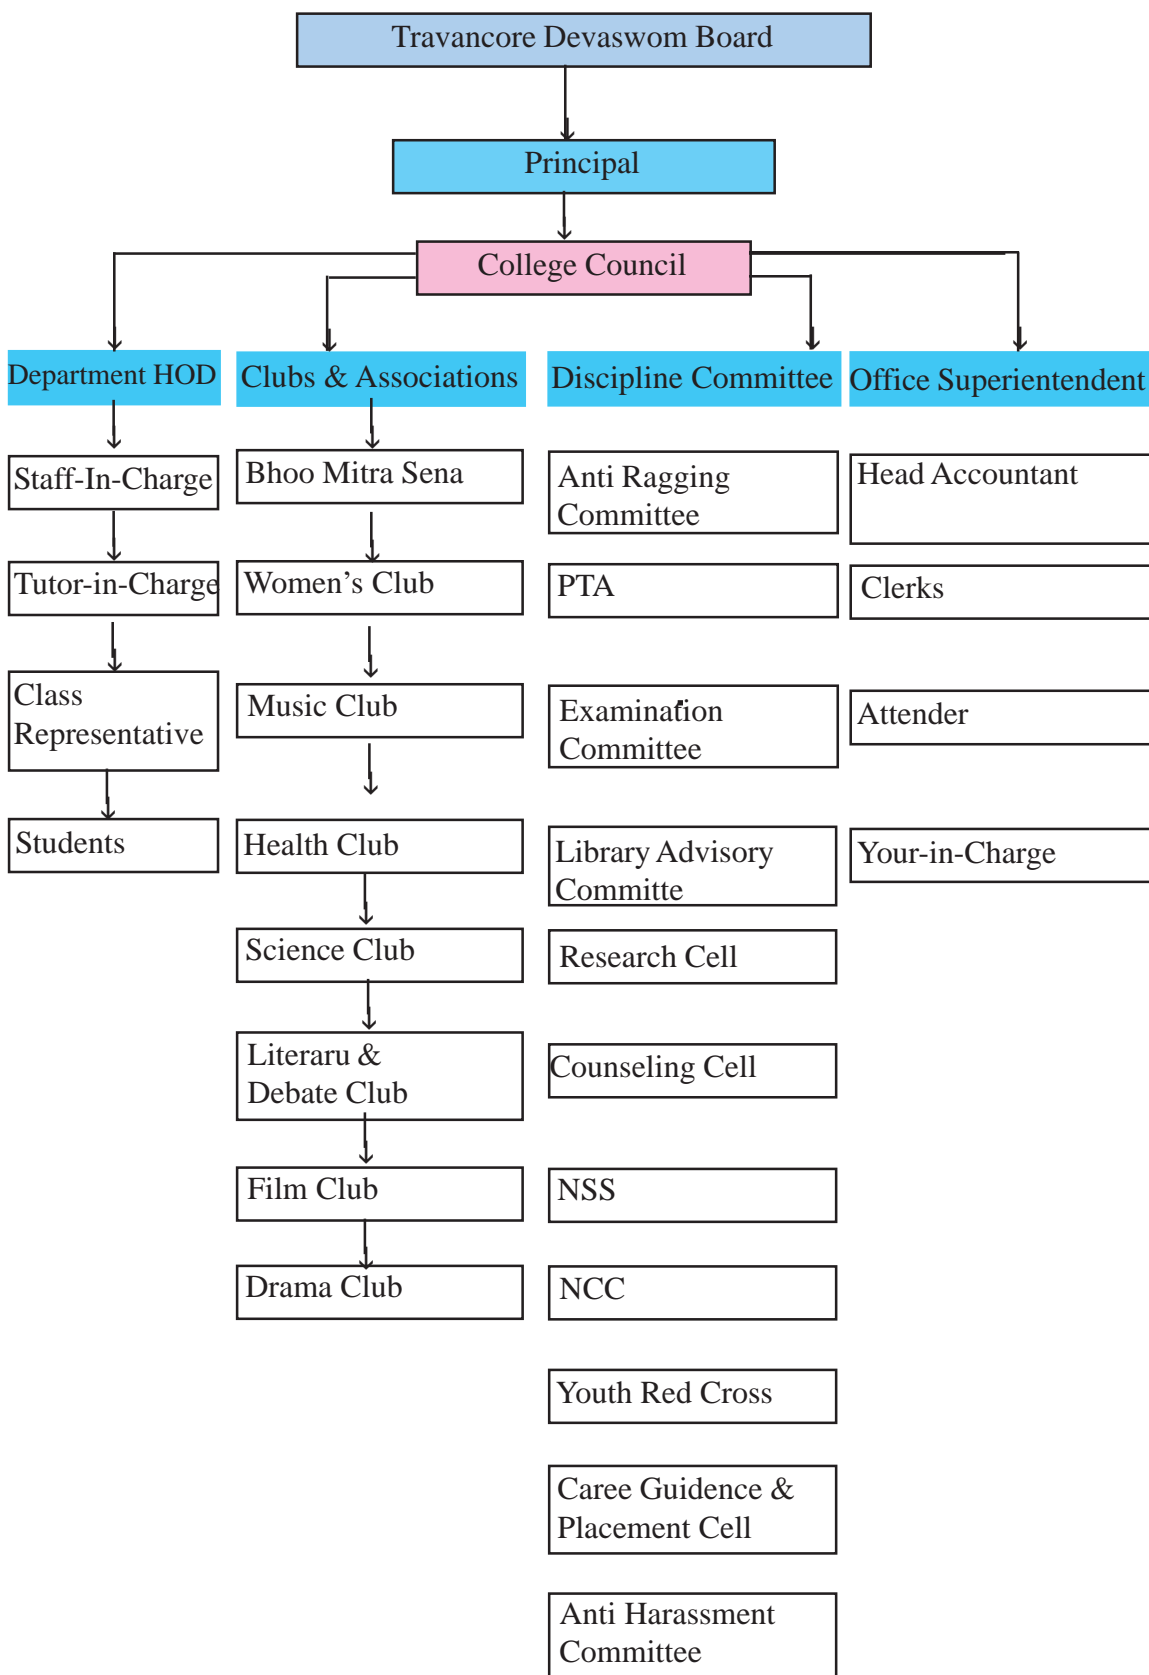 Travancore Devaswom Board
Principal
College Council
Department HOD
Staff-In-Charge
Tutor-in-Charge
Class
Representative
Students
Clubs & Associations
Bhoo Mitra Sena
Women’s Club
Music Club
Health Club
Science Club
Literaru &
Debate Club
Film Club
Drama Club
Discipline Committee
Anti Ragging
Committee
PTA
Examination
Committee
Library Advisory
Committe
Research Cell
Counseling Cell
NSS
NCC
Youth Red Cross
Caree Guidence &
Placement Cell
Anti Harassment
Committee
Office Superientendent
Head Accountant
Clerks
Attender
Your-in-Charge